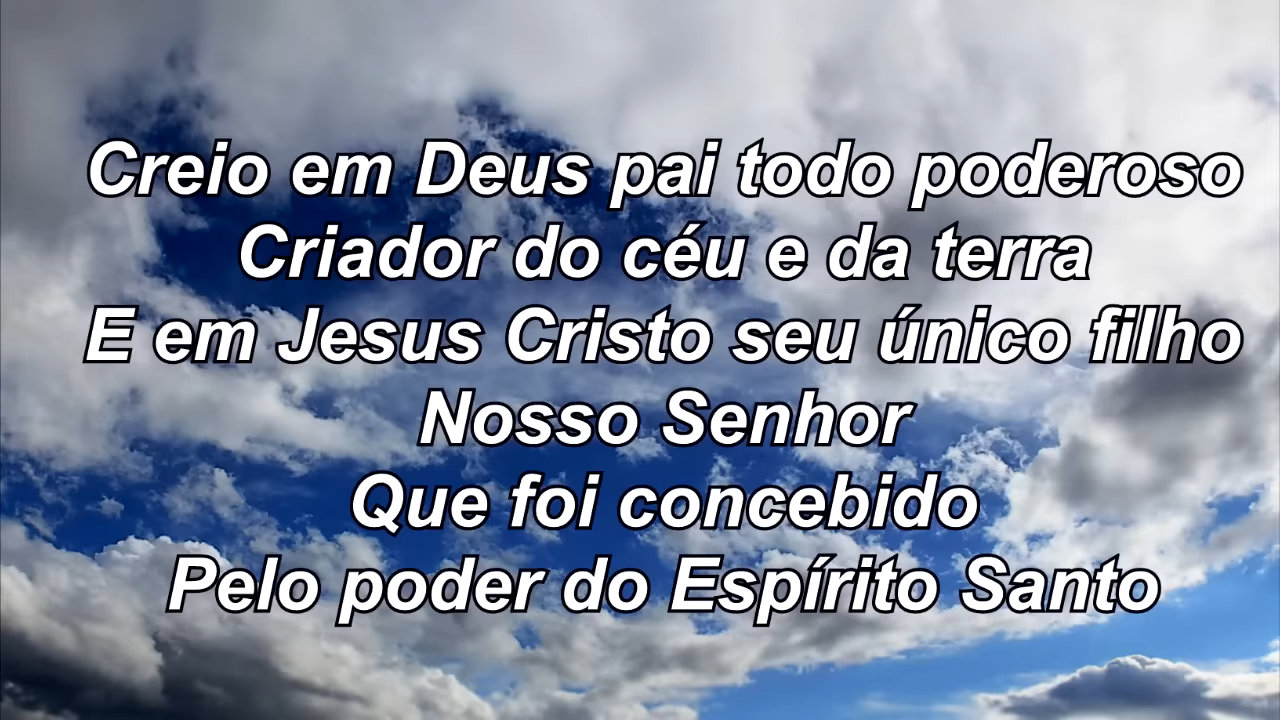 Creio em Deus pai todo poderoso
Criador do céu e da terra
E em Jesus Cristo seu único filho
Nosso Senhor
Que foi concebido
Pelo poder do Espírito Santo